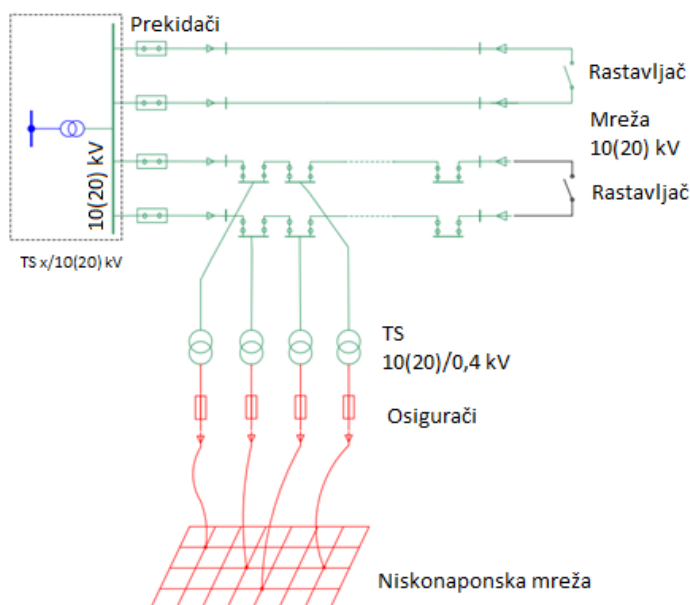 Prekidači
Rastavljač
Mreža
10(20) kV
Rastavljač
10(20) kV
TS x/10(20) kV
TS
10(20)/0,4 kV
Osigurači
Niskonaponska mreža